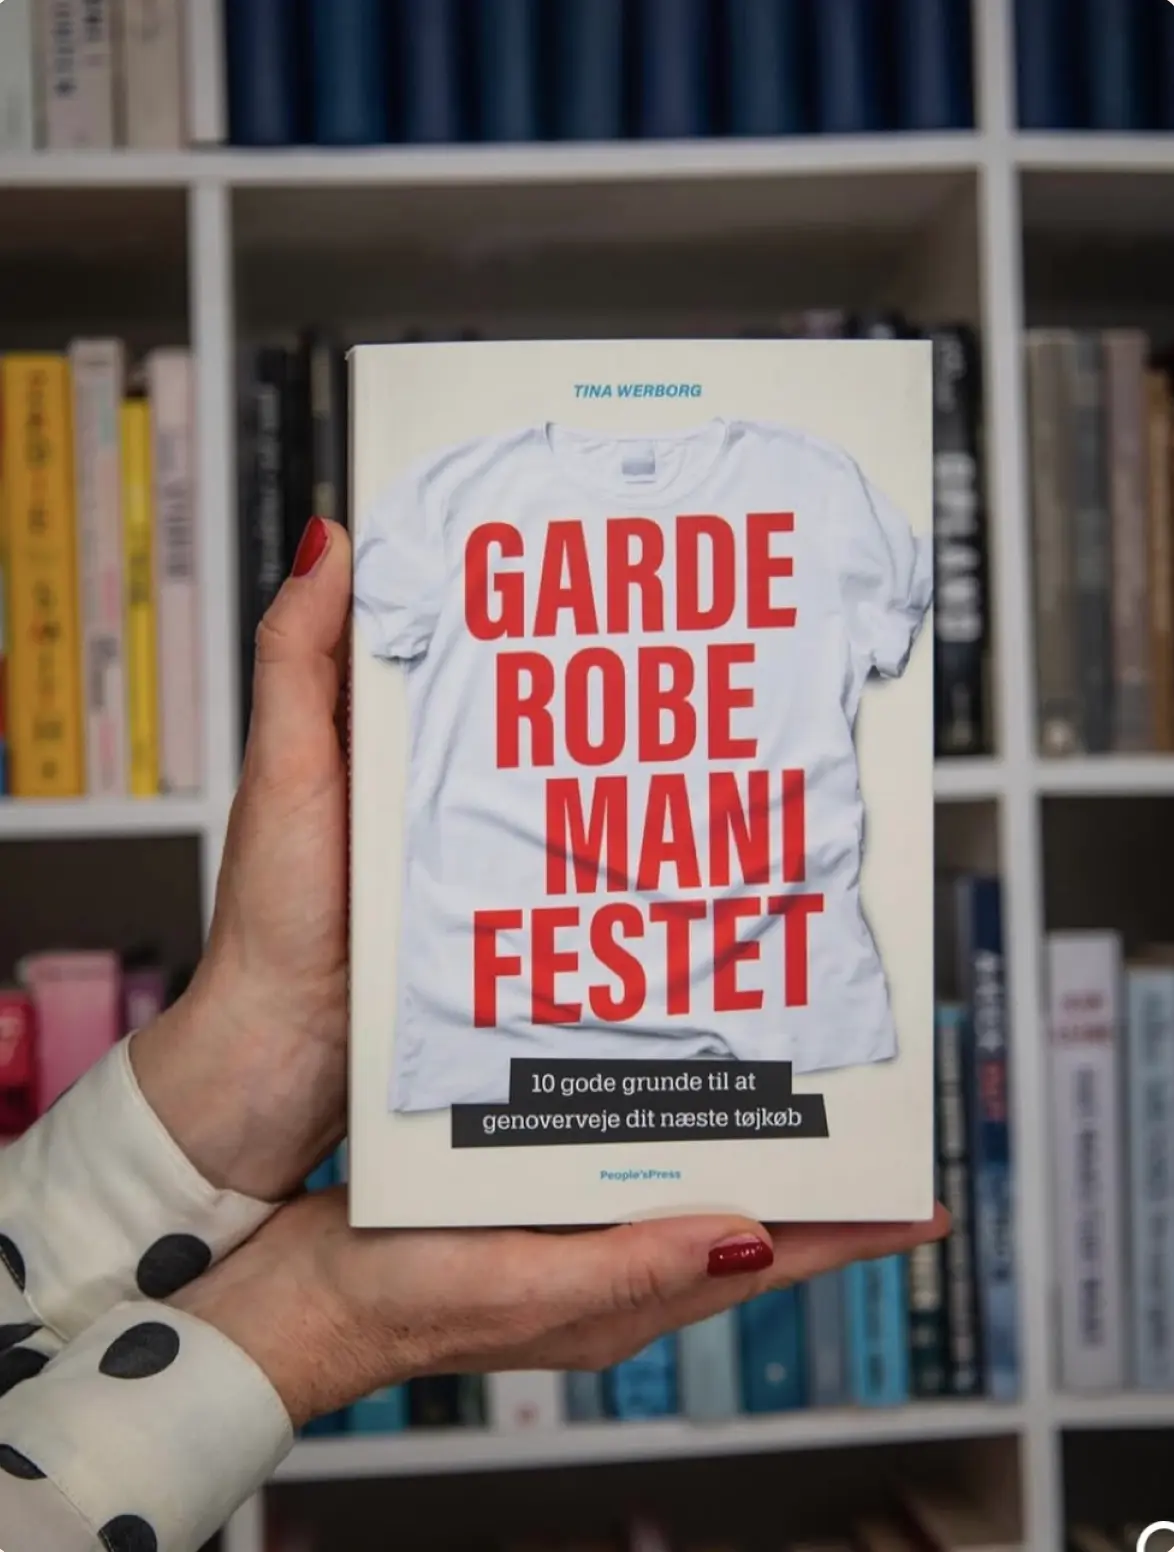 TINA WERBORG
GARDE
ROBE
MANI
FESTET
10 gode grunde til at
genoverveje dit næste tøjkøb
People'sPress